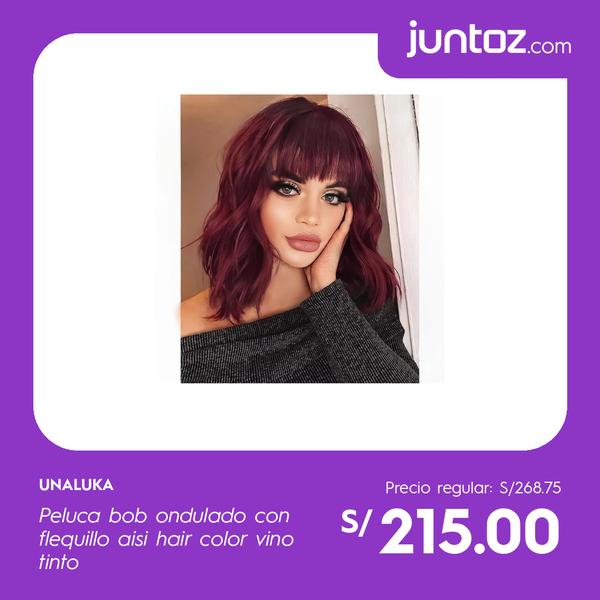 juntoz.com
UNALUKA
Peluca bob ondulado con
flequillo aisi hair color vino
tinto
Precio regular: S/268.75
S/ 215.00